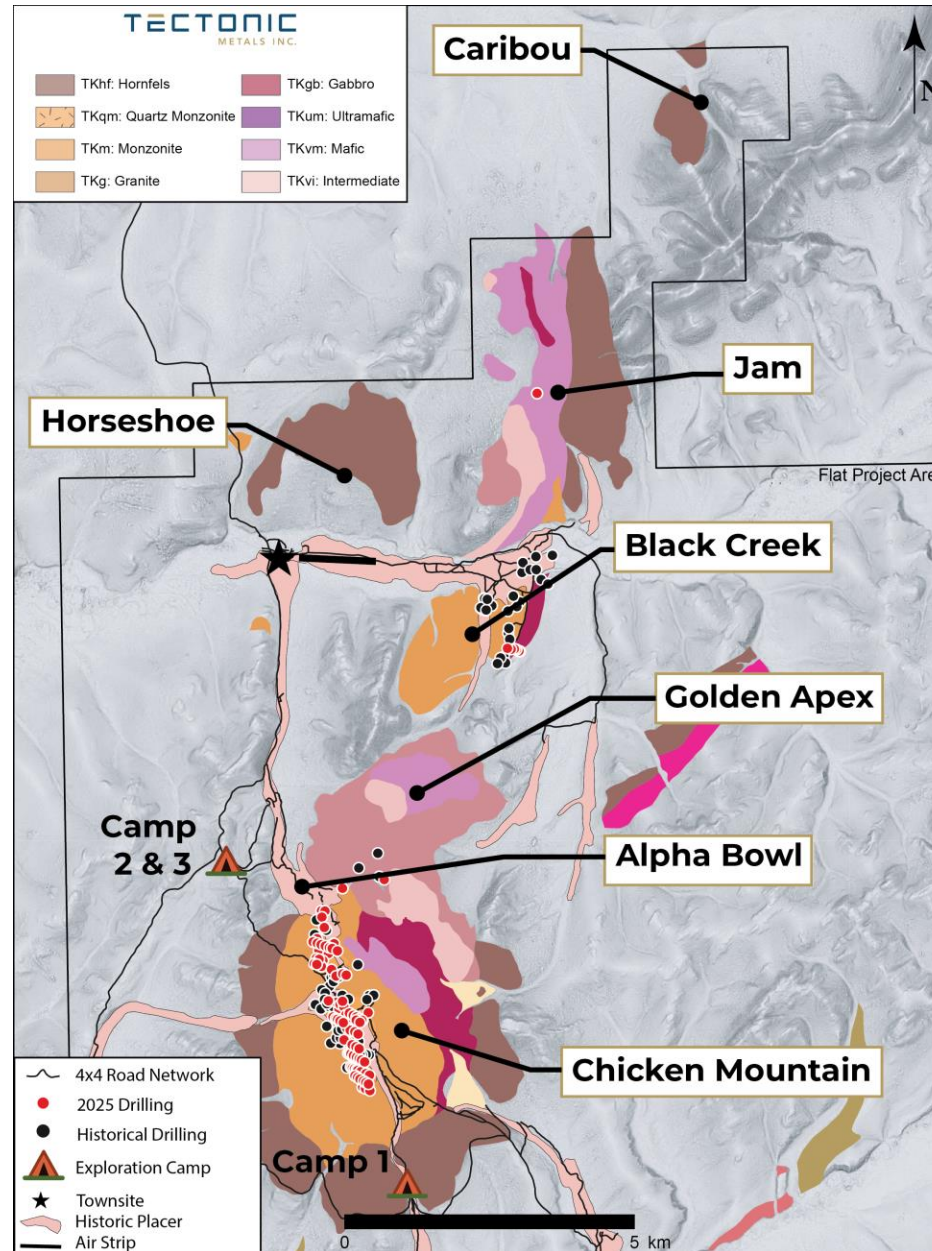 TECTONIC
METALS INC.
TKhf: Hornfels
TKqm: Quartz Monzonite
TKm: Monzonite
TKg: Granite
TKgb: Gabbro
TKum: Ultramafic
TKvm: Mafic
TKvi: Intermediate
Caribou
N
Jam
Horseshoe
Flat Project Are
Black Creek
Golden Apex
Camp
2 & 3
Alpha Bowl
Chicken Mountain
Camp 1
4x4 Road Network
2025 Drilling
Historical Drilling
Exploration Camp
Townsite
Historic Placer
Air Strip
0 5 km